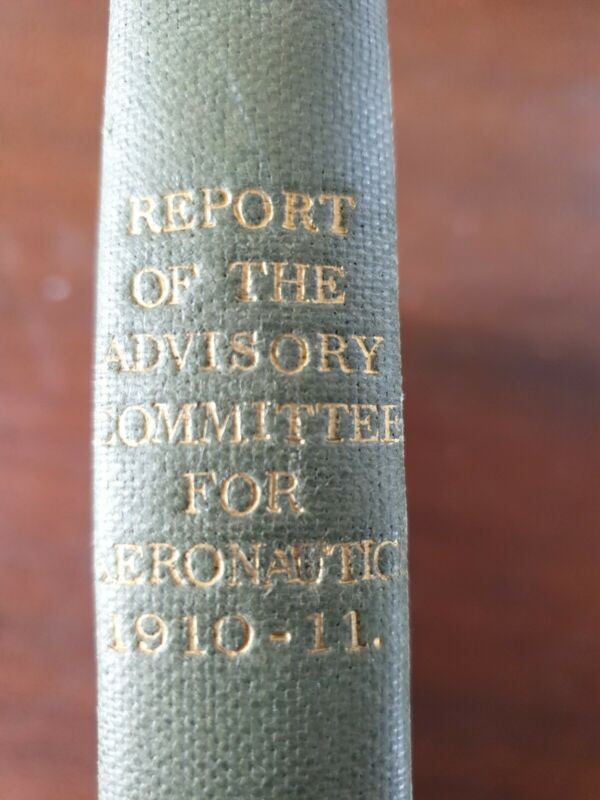 REPORT
OF THE
ADVISORY
COMMITTEE
FOR
AERONAUTIC
1910-11.